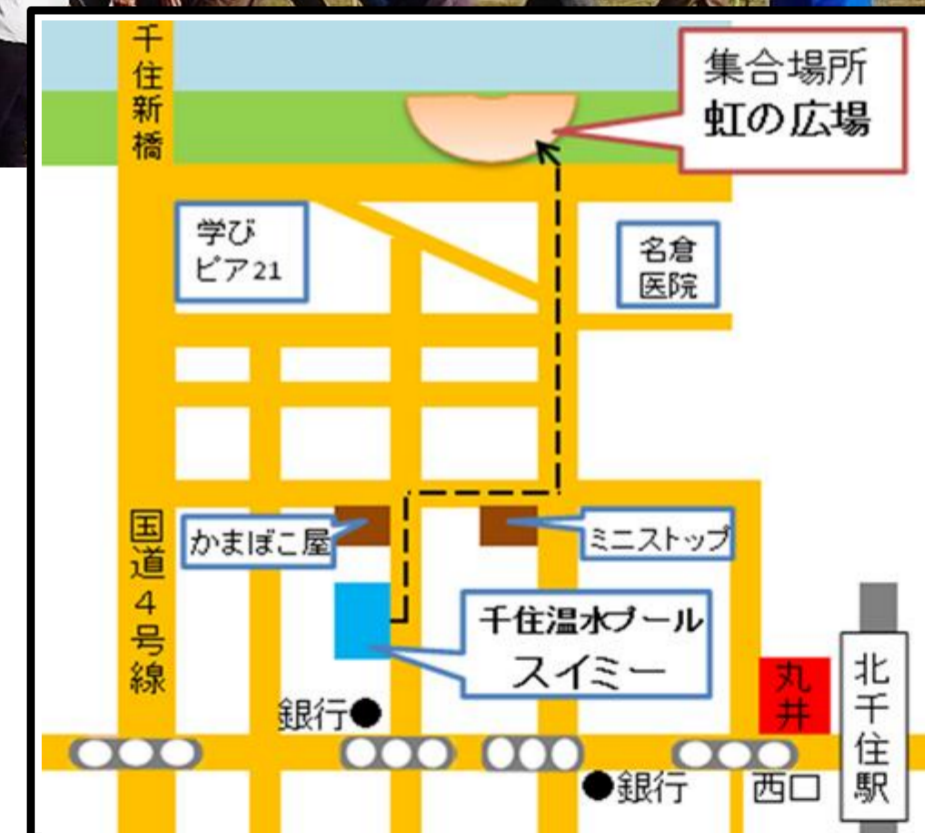 千住新橋
集合場所
虹の広場
学び
ピア21
名倉
医院
国道4号線
かまぼこ屋
ミニストップ
千住温水プール
スイミー
銀行
丸井
北千住駅
銀行
西口